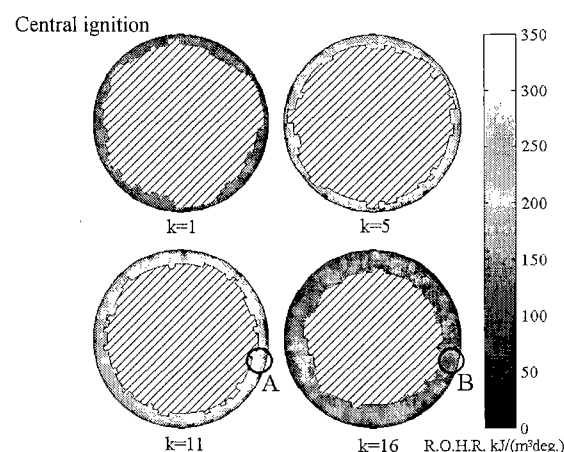 Central ignition
k=1
k=5
k=11
k=16
A
B
350
300
250
200
150
100
50
0
R.O.H.R. kJ/(m³deg.)